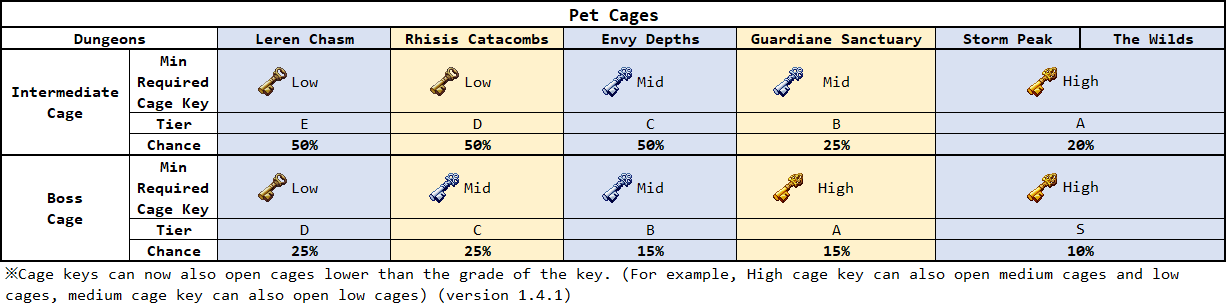 Pet Cages
Dungeons Leren Chasm Rhisis Catacombs Envy Depths Guardiane Sanctuary Storm Peak The Wilds
Intermediate Cage
Min Required Cage Key Low Low Mid Mid High
Tier E D C B A
Chance 50% 50% 50% 25% 20%
Boss Cage
Min Required Cage Key Low Mid Mid High High
Tier D C B A S
Chance 25% 25% 15% 15% 10%
※Cage keys can now also open cages lower than the grade of the key. (For example, High cage key can also open medium cages and low
cages, medium cage key can also open low cages) (version 1.4.1)